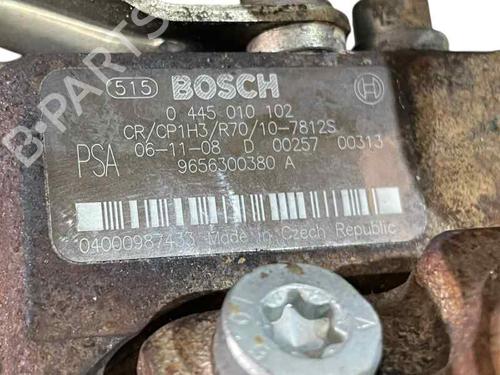 515 BOSCH
0 445 010 102
CR/CP1H3/R70/10-7812S
PSA 06-11-08 D 00257 00313
9656300380 A
04000987433 Made in Czech Republic